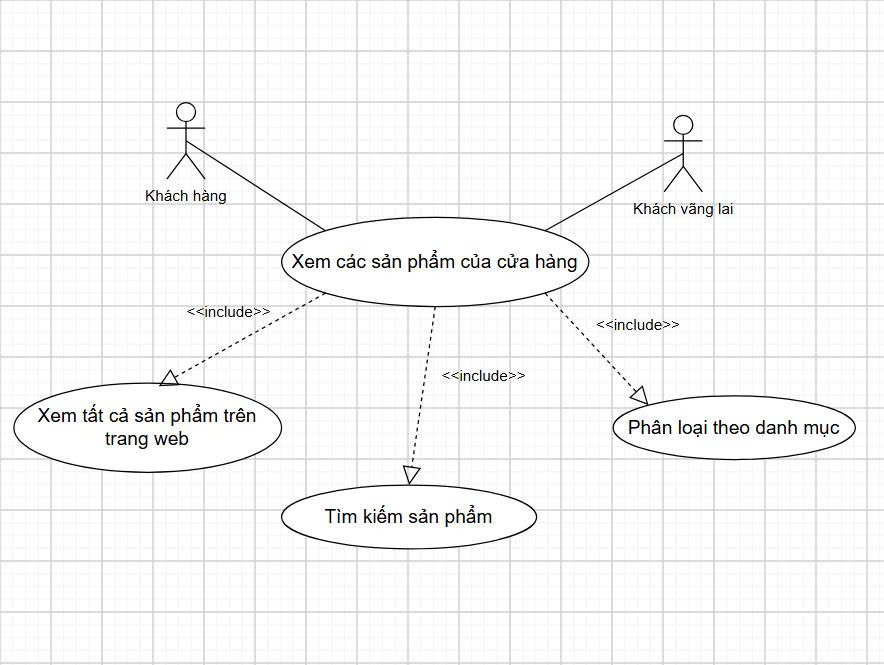 Khách hàng
Khách vãng lai
Xem các sản phẩm của cửa hàng
<<include>>
<<include>>
<<include>>
Xem tất cả sản phẩm trên
trang web
Phân loại theo danh mục
Tìm kiếm sản phẩm